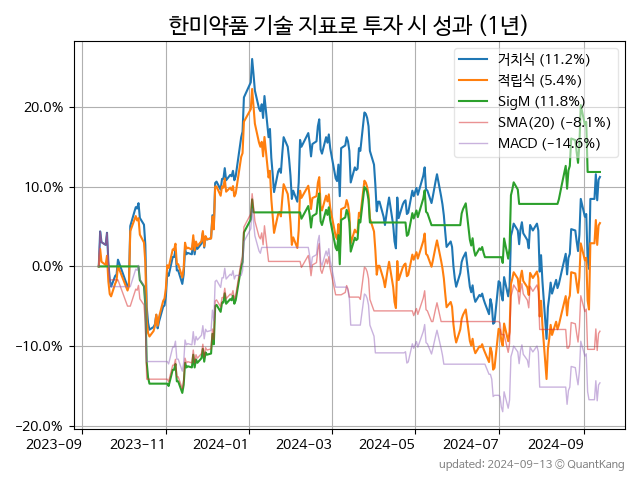 한미약품 기술 지표로 투자 시 성과 (1년)
거치식 (11.2%)
적립식 (5.4%)
SigM (11.8%)
SMA(20) (−8.1%)
MACD (−14.6%)
20.0%
10.0%
0.0%
−10.0%
−20.0%
2023-09 2023-11 2024-01 2024-03 2024-05 2024-07 2024-09
updated: 2024-09-13 © QuantKang